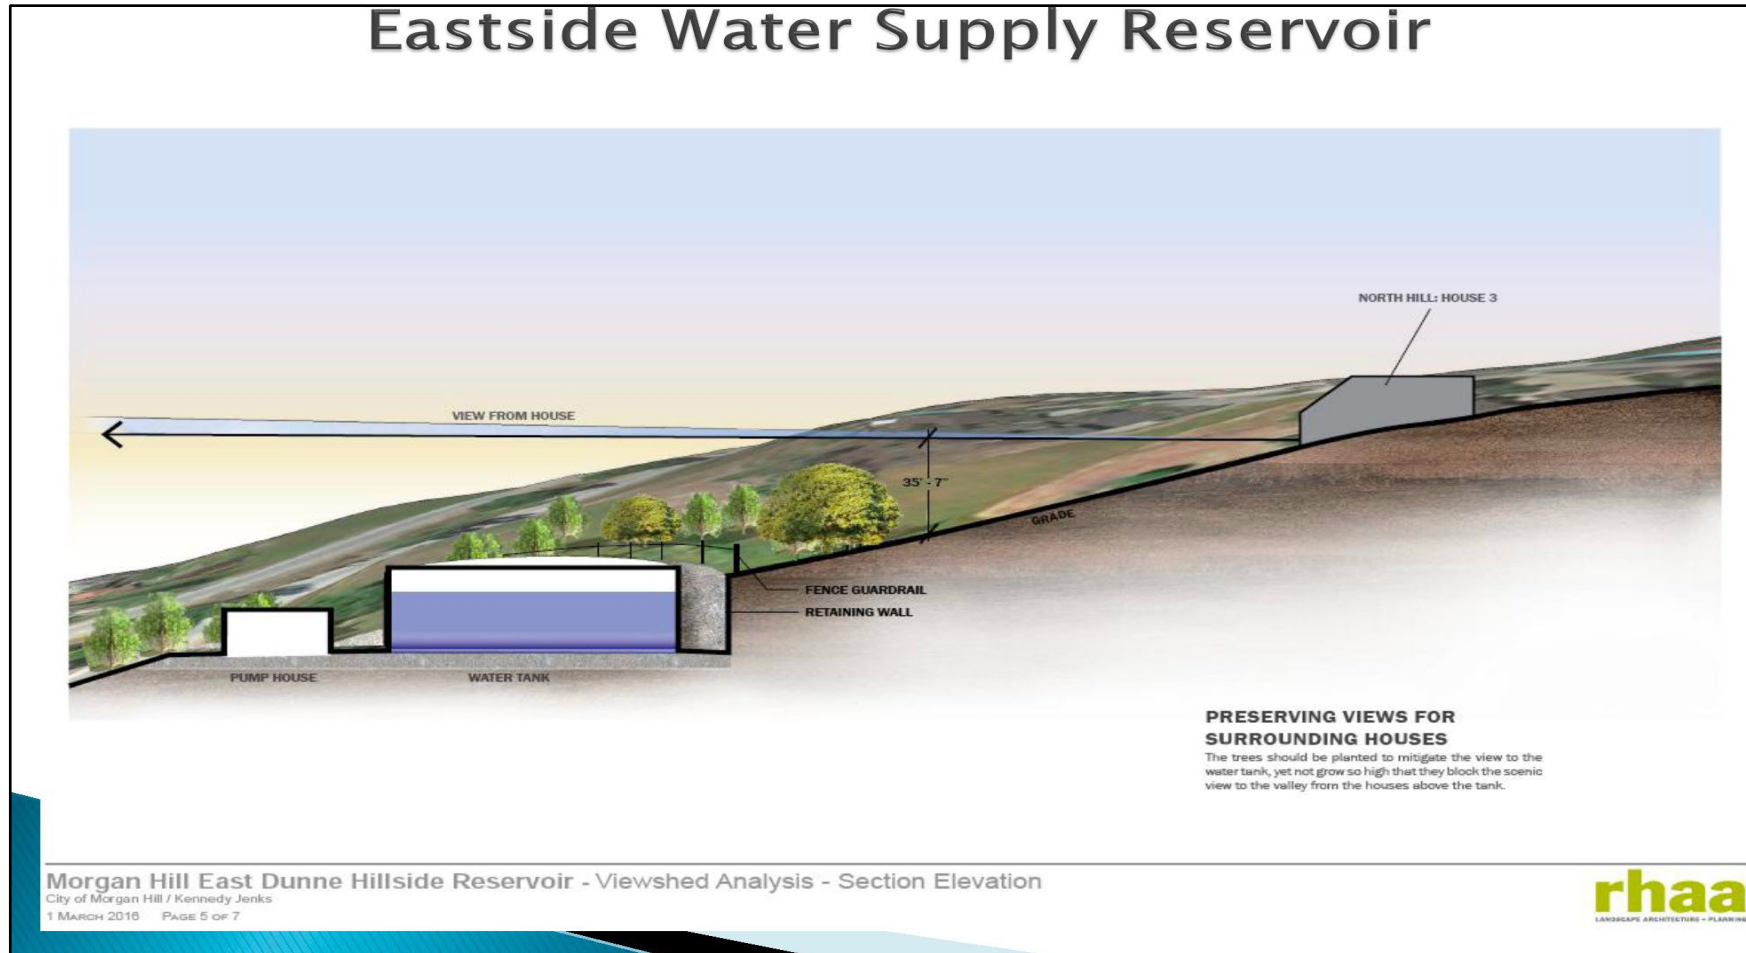 Eastside Water Supply Reservoir
NORTH HILL: HOUSE 3
VIEW FROM HOUSE
35' - 7"
GRADE
FENCE GUARDRAIL
RETAINING WALL
PUMP HOUSE
WATER TANK
PRESERVING VIEWS FOR
SURROUNDING HOUSES
The trees should be planted to mitigate the view to the
water tank, yet not grow so high that they block the scenic
view to the valley from the houses above the tank.
Morgan Hill East Dunne Hillside Reservoir - Viewshed Analysis - Section Elevation
City of Morgan Hill / Kennedy Jenks
1 MARCH 2016 PAGE 5 OF 7
rhaa
LANDSCAPE ARCHITECTURE + PLANNING